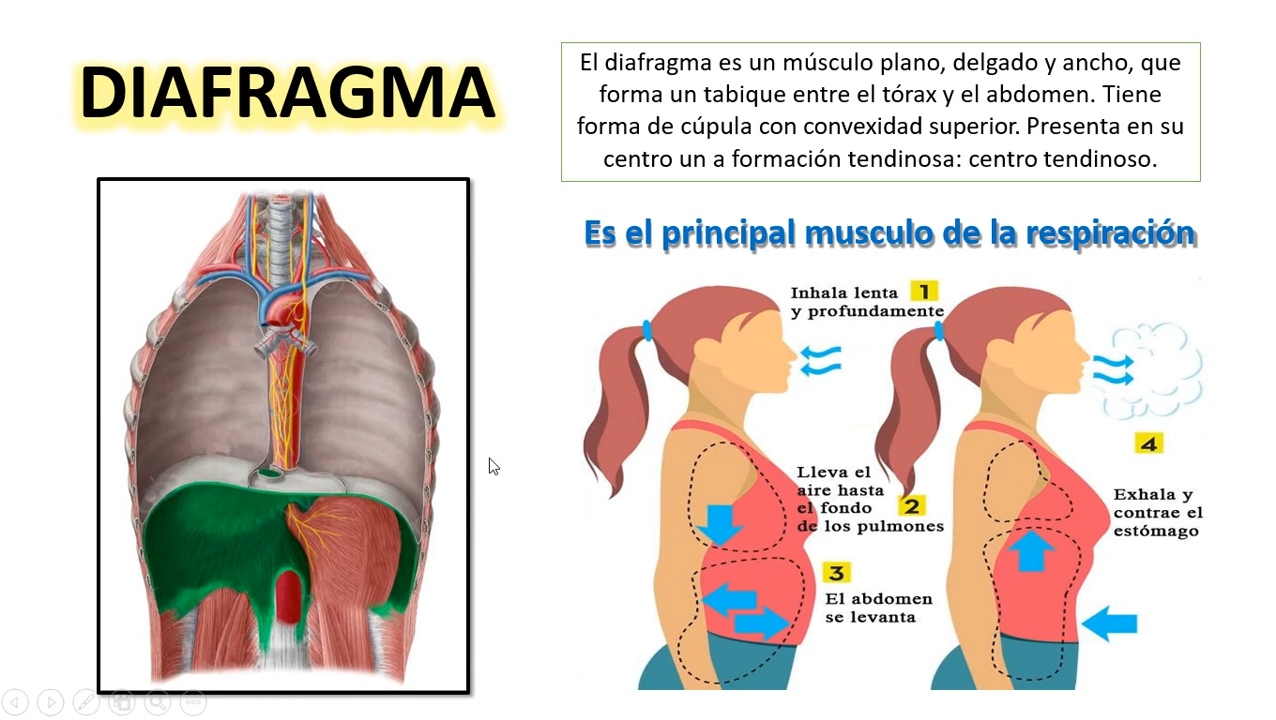 DIAFRAGMA
El diafragma es un músculo plano, delgado y ancho, que
forma un tabique entre el tórax y el abdomen. Tiene
forma de cúpula con convexidad superior. Presenta en su
centro un a formación tendinosa: centro tendinoso.
Es el principal musculo de la respiración
Inhala lenta 1
y profundamente
Lleva el
aire hasta
el fondo 2
de los pulmones
3
El abdomen
se levanta
4
Exhala y
contrae el
estómago